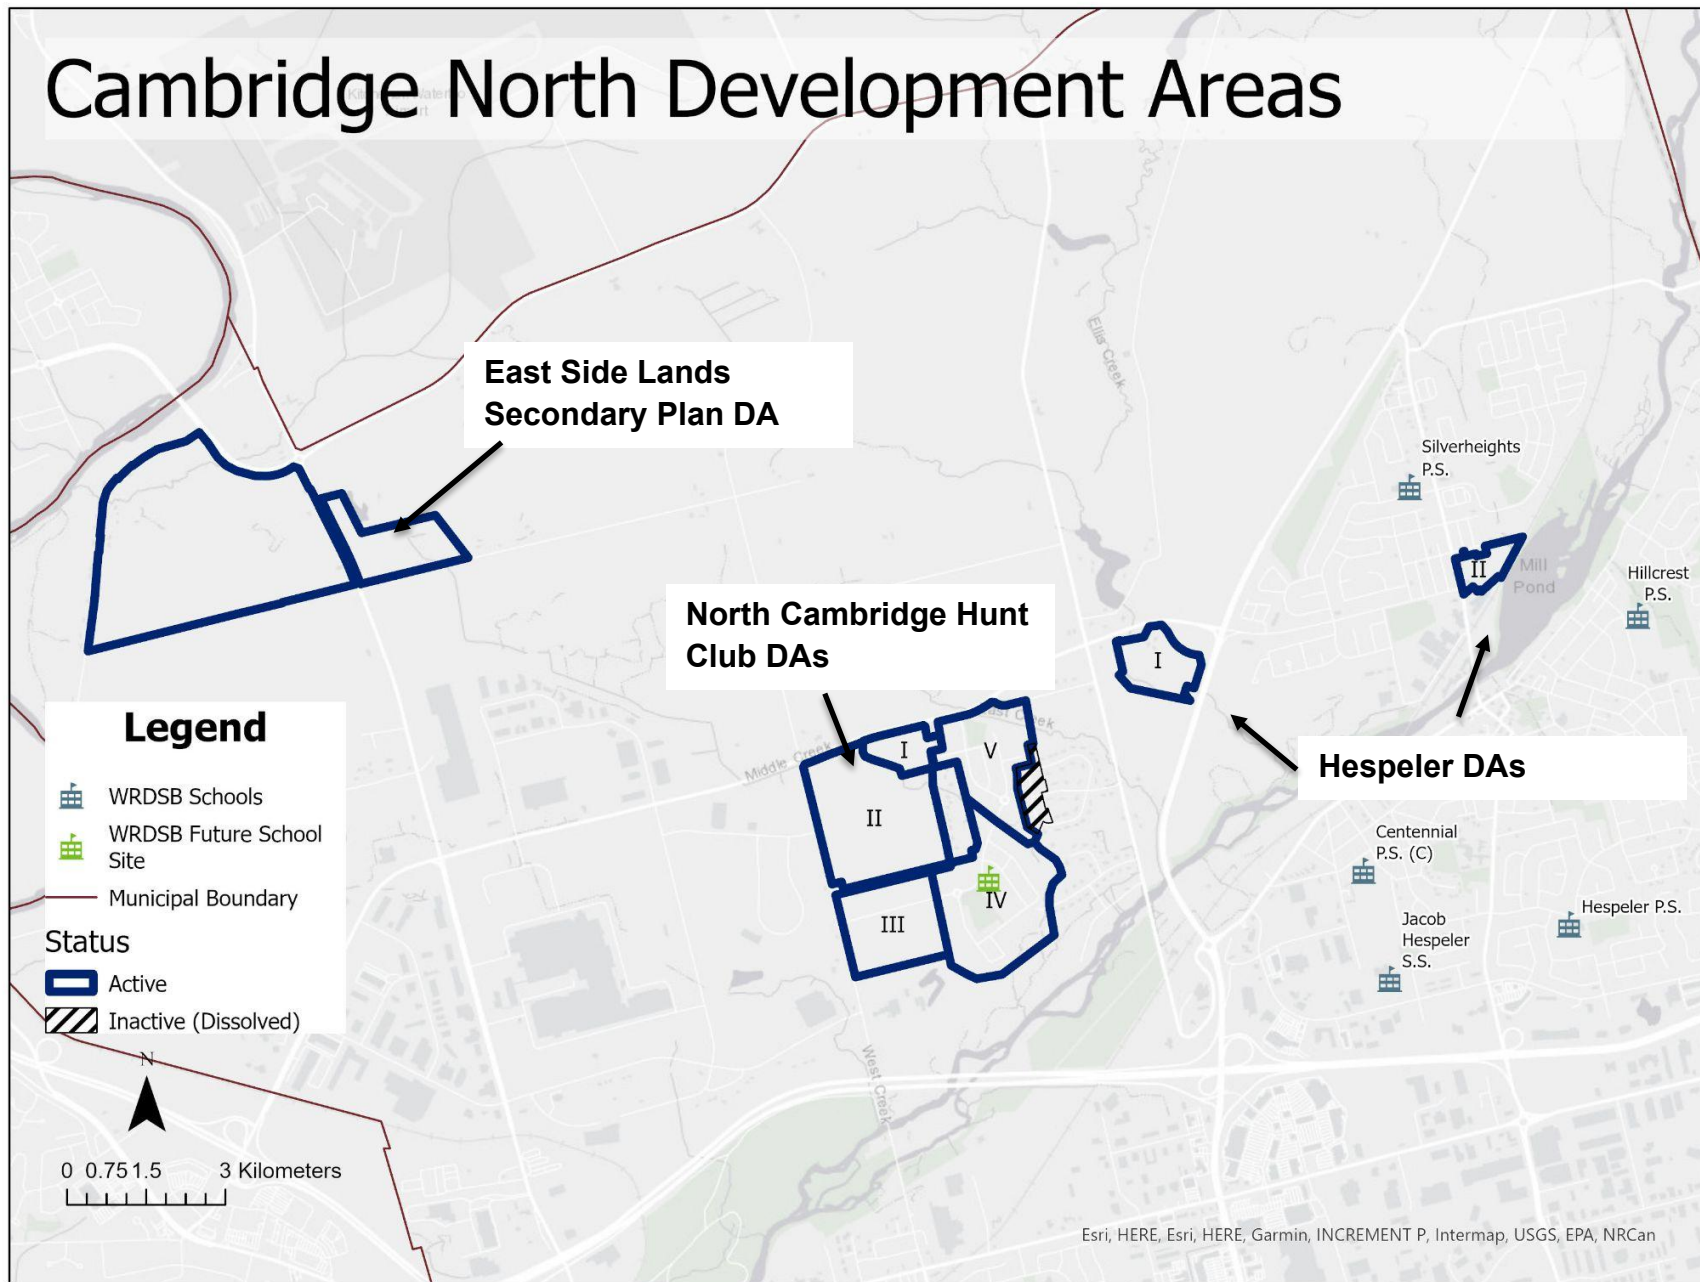 Cambridge North Development Areas
East Side Lands
Secondary Plan DA
Ellis Creek
Silverheights
P.S.
II
Mill
Pond
Hillcrest
P.S.
North Cambridge Hunt
Club DAs
I
Hespeler DAs
Middle Creek
I
V
II
III
IV
West Creek
Centennial
P.S. (C)
Jacob
Hespeler
S.S.
Hespeler P.S.
Legend
WRDSB Schools
WRDSB Future School
Site
Municipal Boundary
Status
Active
Inactive (Dissolved)
N
0 0.75 1.5 3 Kilometers
Esri, HERE, Esri, HERE, Garmin, INCREMENT P, Intermap, USGS, EPA, NRCan